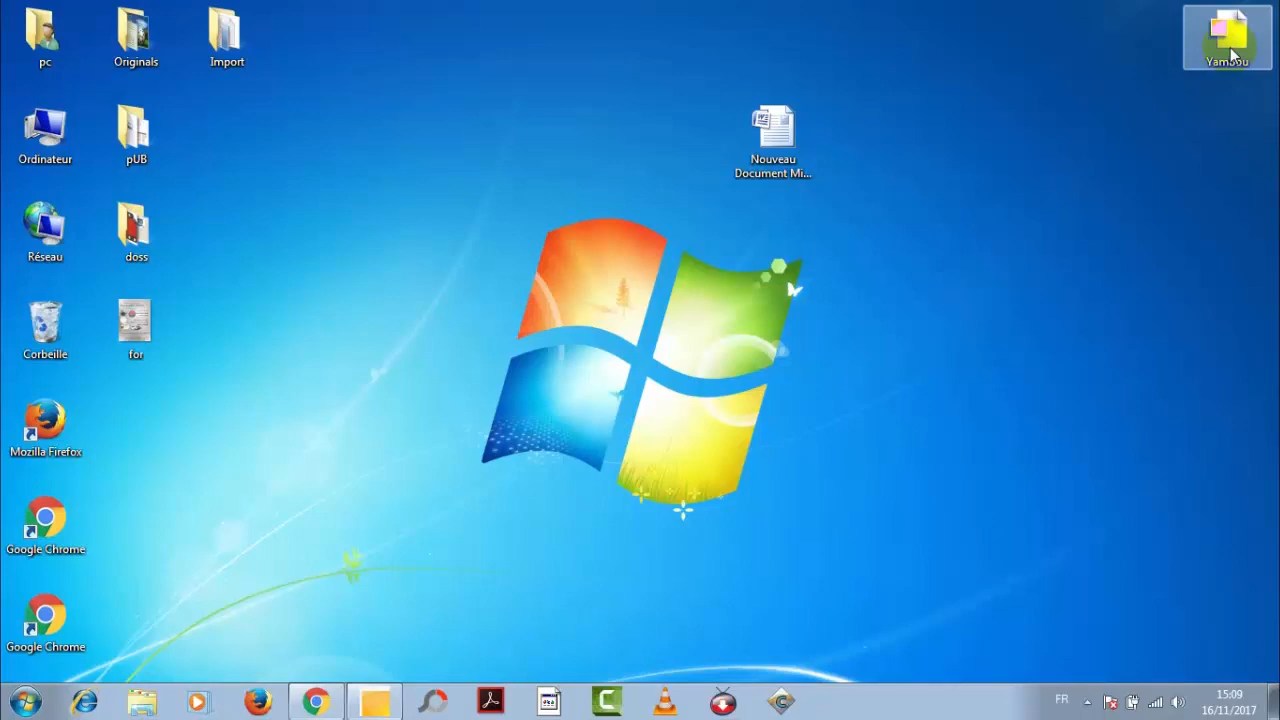 pc
Originals
Import
Yambou
Ordinateur
pUB
Nouveau
Document Mi...
Réseau
doss
Corbeille
for
Mozilla Firefox
Google Chrome
Google Chrome
FR
15:09
16/11/2017